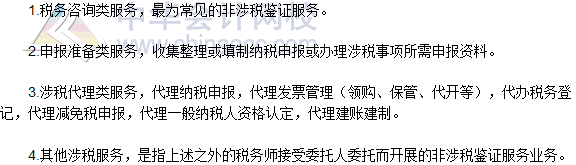 1.税务咨询类服务，最为常见的非涉税鉴证服务。
2.申报准备类服务，收集整理或填制纳税申报或办理涉税事项所需申报资料。
3.涉税代理类服务，代理纳税申报，代理发票管理（领购、保管、代开等），代办税务登
记，代理减免税申报，代理一般纳税人资格认定，代理建账建制。
4.其他涉税服务，是指上述之外的税务师接受委托人委托而开展的非涉税鉴证服务业务。